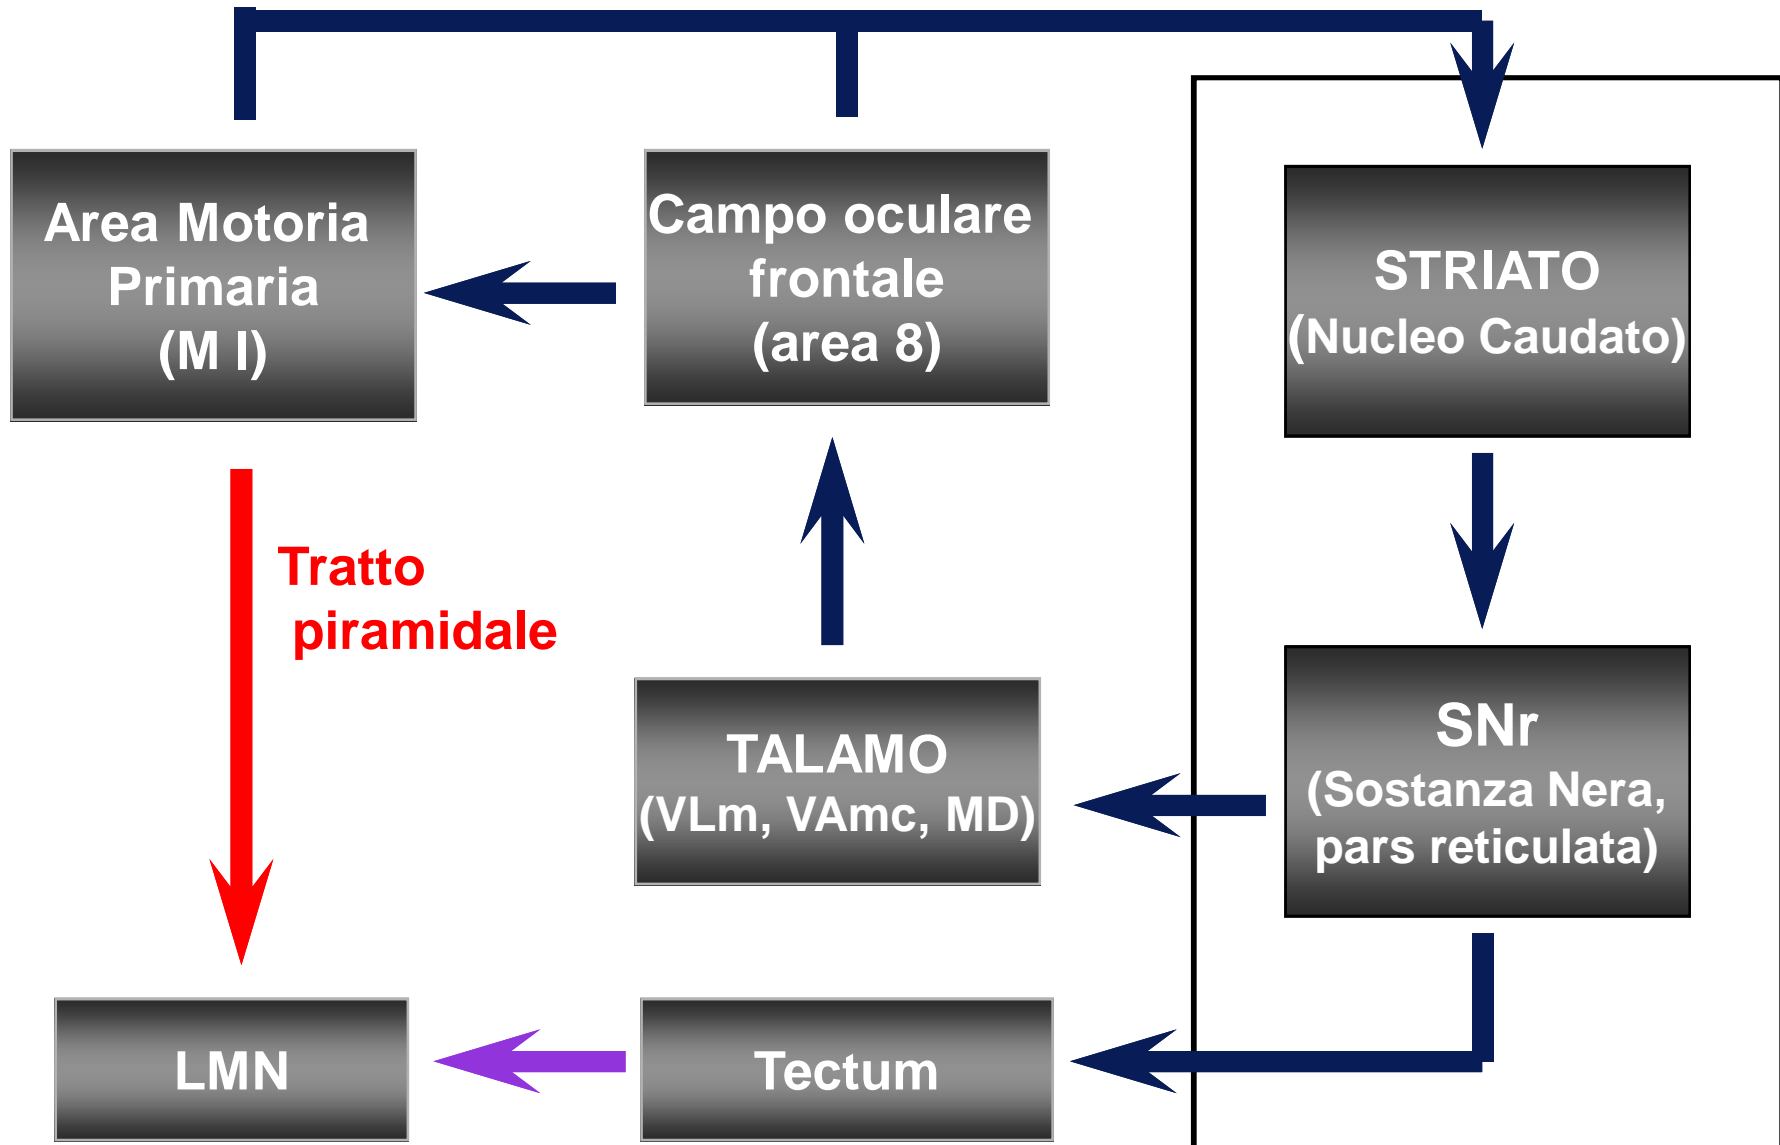 Area Motoria
Primaria
(M I)
Campo oculare
frontale
(area 8)
STRIATO
(Nucleo Caudato)
Tratto
piramidale
TALAMO
(VLm, VAmc, MD)
SNr
(Sostanza Nera,
pars reticulata)
LMN
Tectum